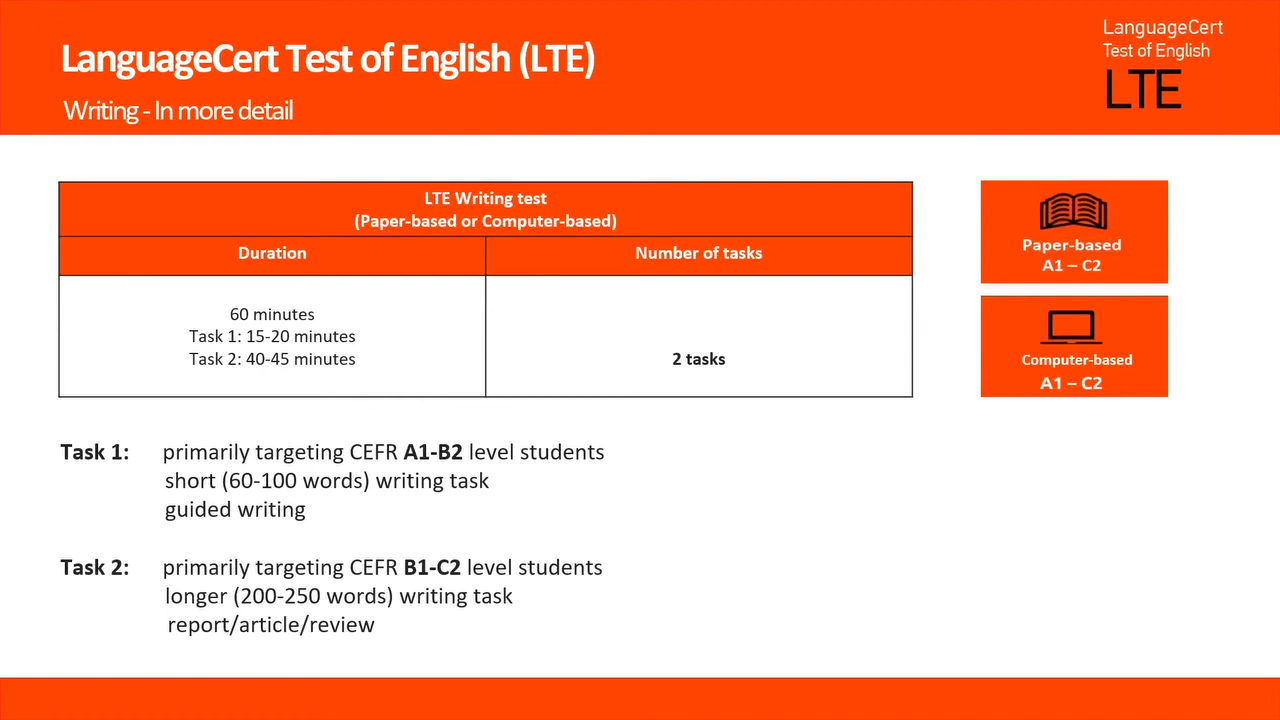 LanguageCert Test of English (LTE)
Writing - In more detail
LanguageCert
Test of English
LTE
LTE Writing test
(Paper-based or Computer-based)
Duration
Number of tasks
60 minutes
Task 1: 15-20 minutes
Task 2: 40-45 minutes
2 tasks
Paper-based
A1 – C2
Computer-based
A1 – C2
Task 1: primarily targeting CEFR A1-B2 level students
short (60-100 words) writing task
guided writing
Task 2: primarily targeting CEFR B1-C2 level students
longer (200-250 words) writing task
report/article/review